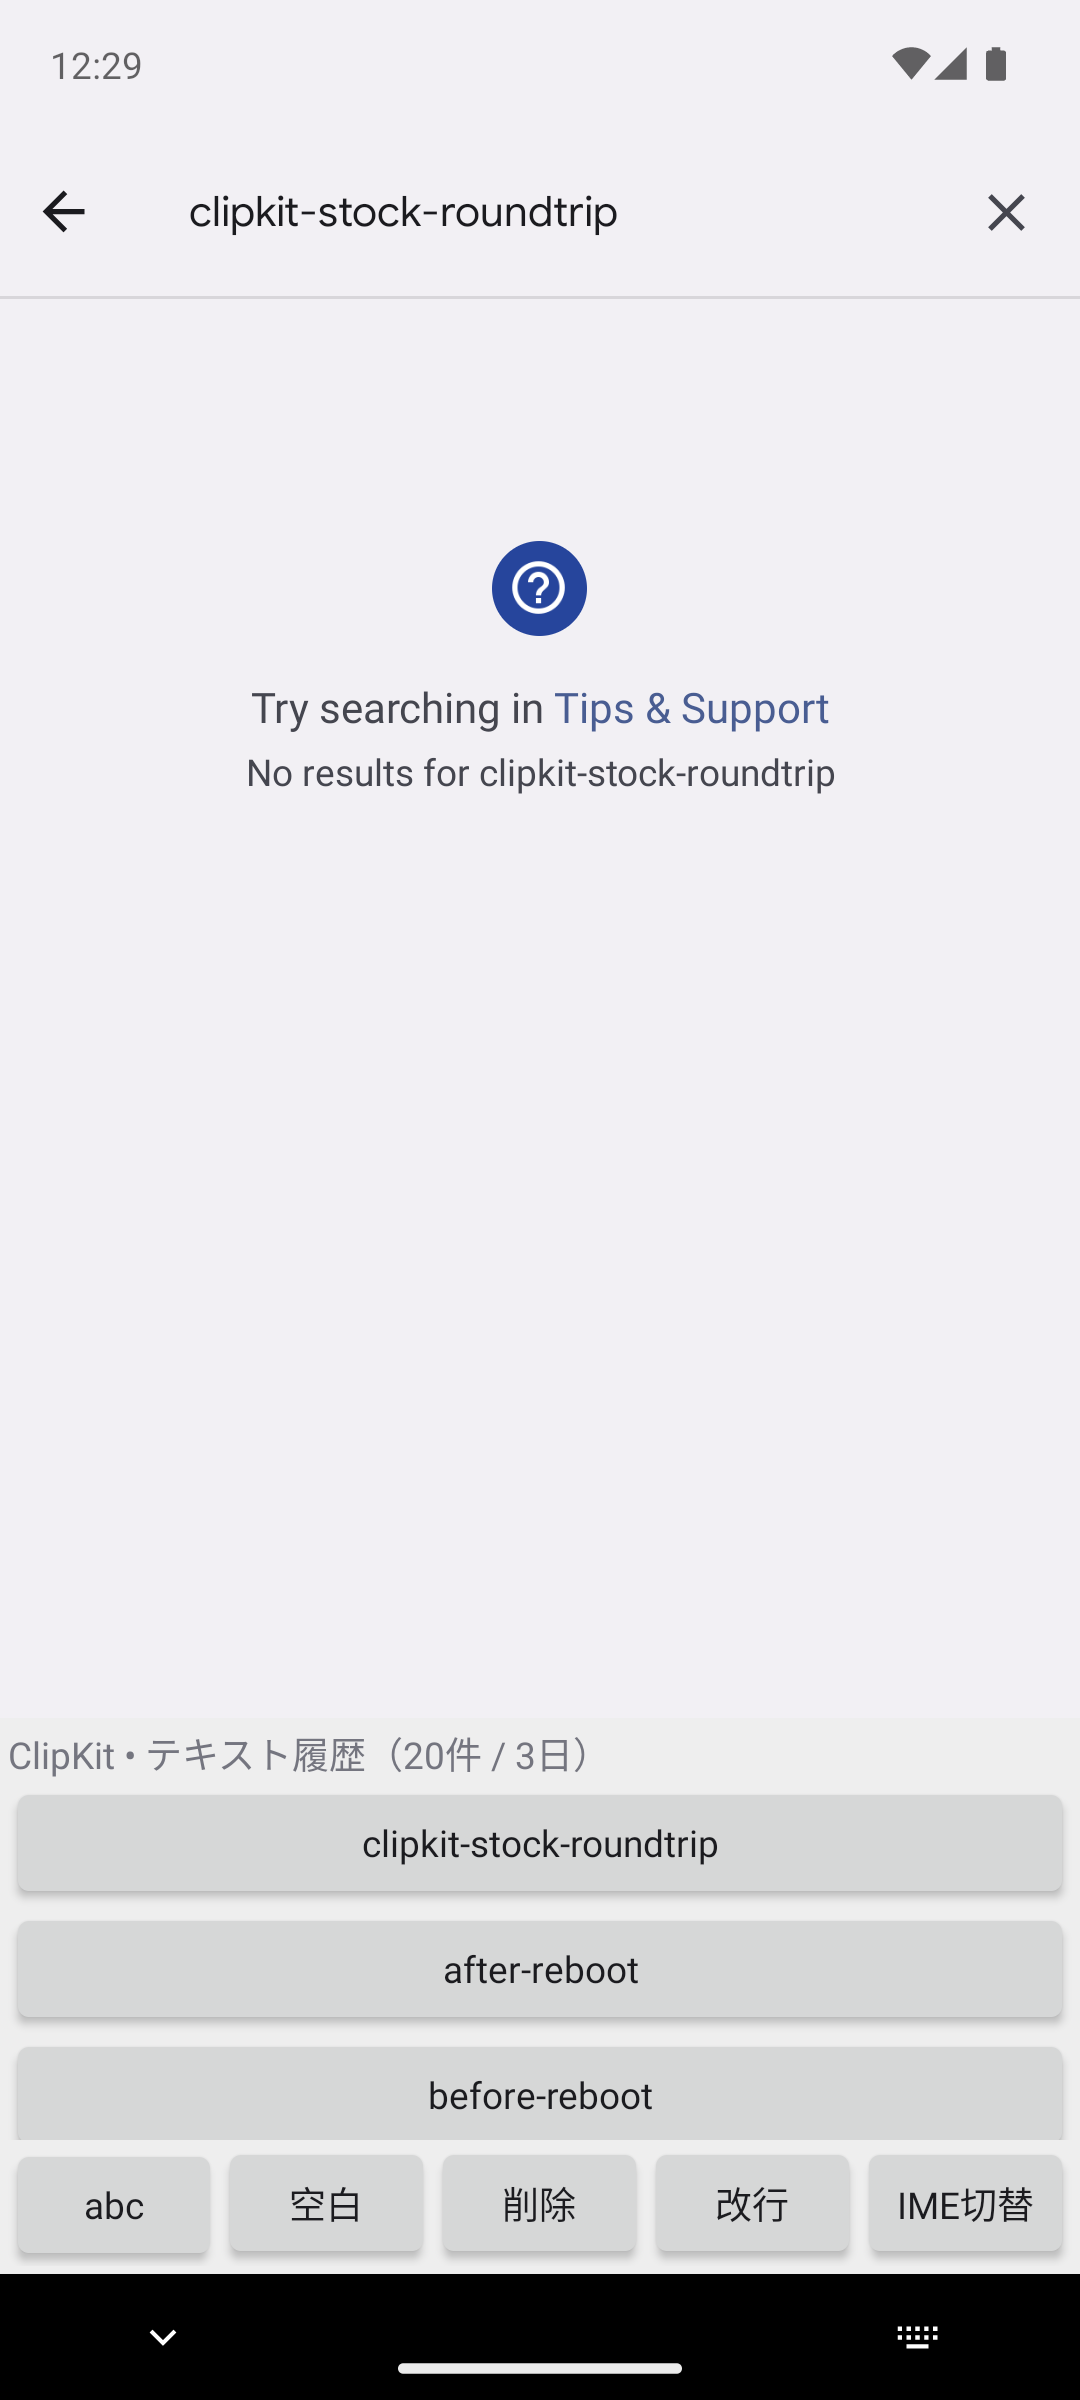 12:29
clipkit-stock-roundtrip
Try searching in Tips & Support
No results for clipkit-stock-roundtrip
ClipKit • テキスト履歴（20件 / 3日）
clipkit-stock-roundtrip
after-reboot
before-reboot
abc 空白 削除 改行 IME切替